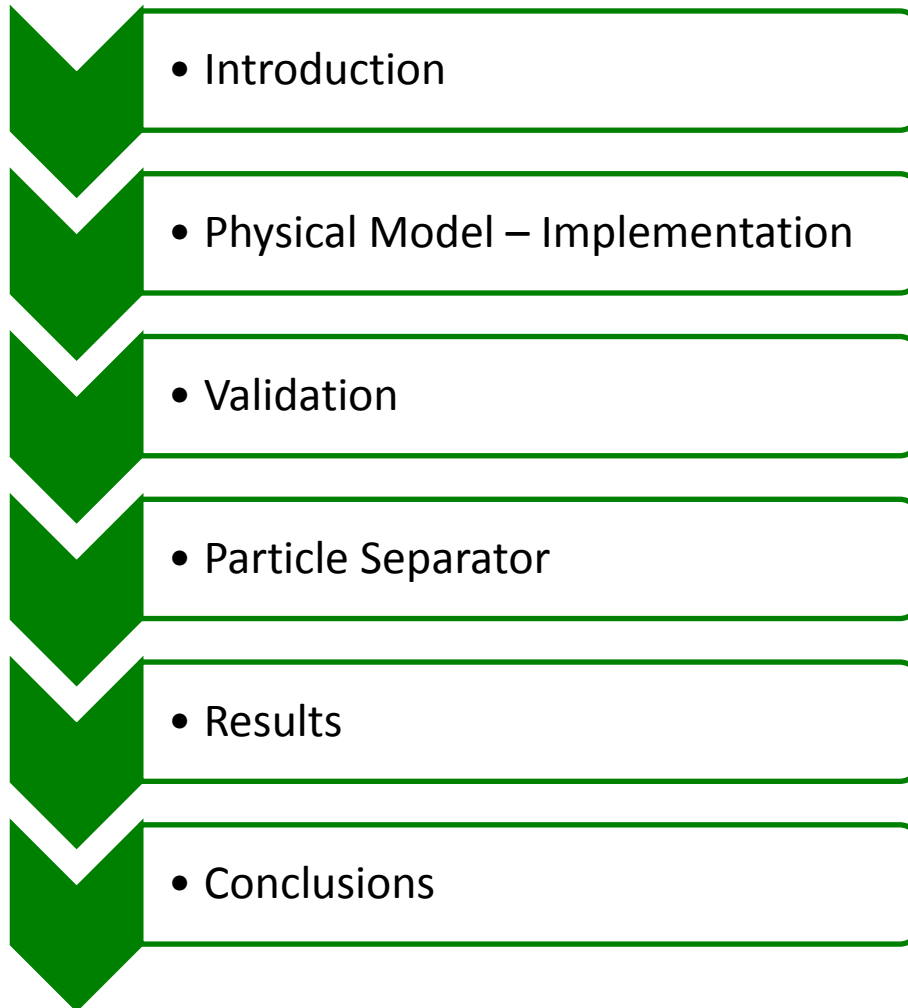 • Introduction
• Physical Model – Implementation
• Validation
• Particle Separator
• Results
• Conclusions